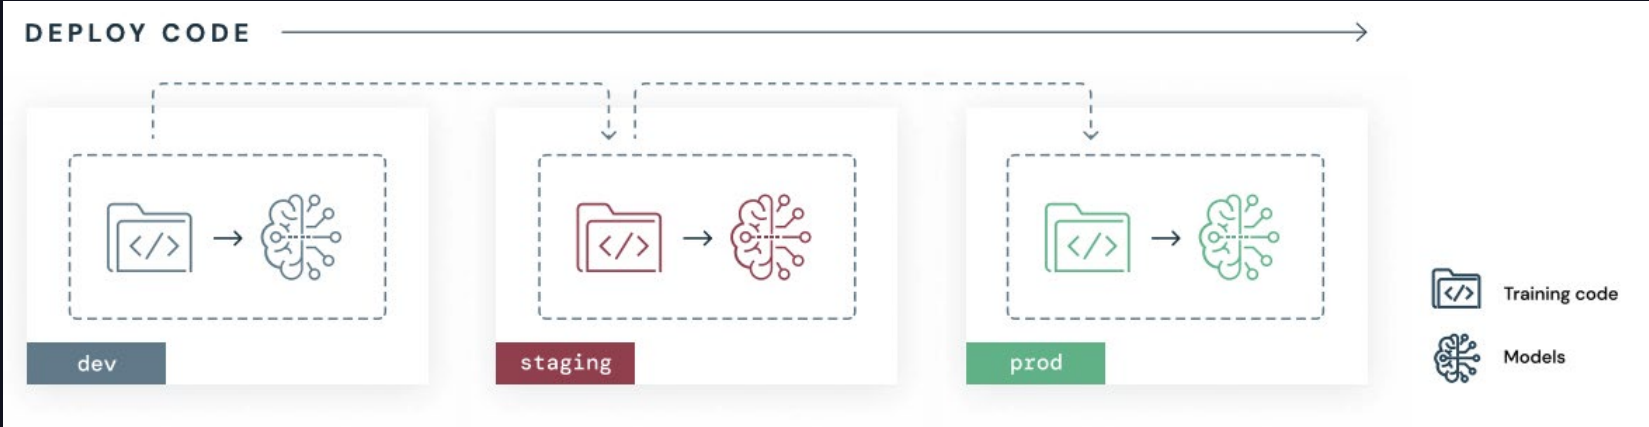 DEPLOY CODE
</>
</>
</>
dev
staging
prod
</>
Training code
Models